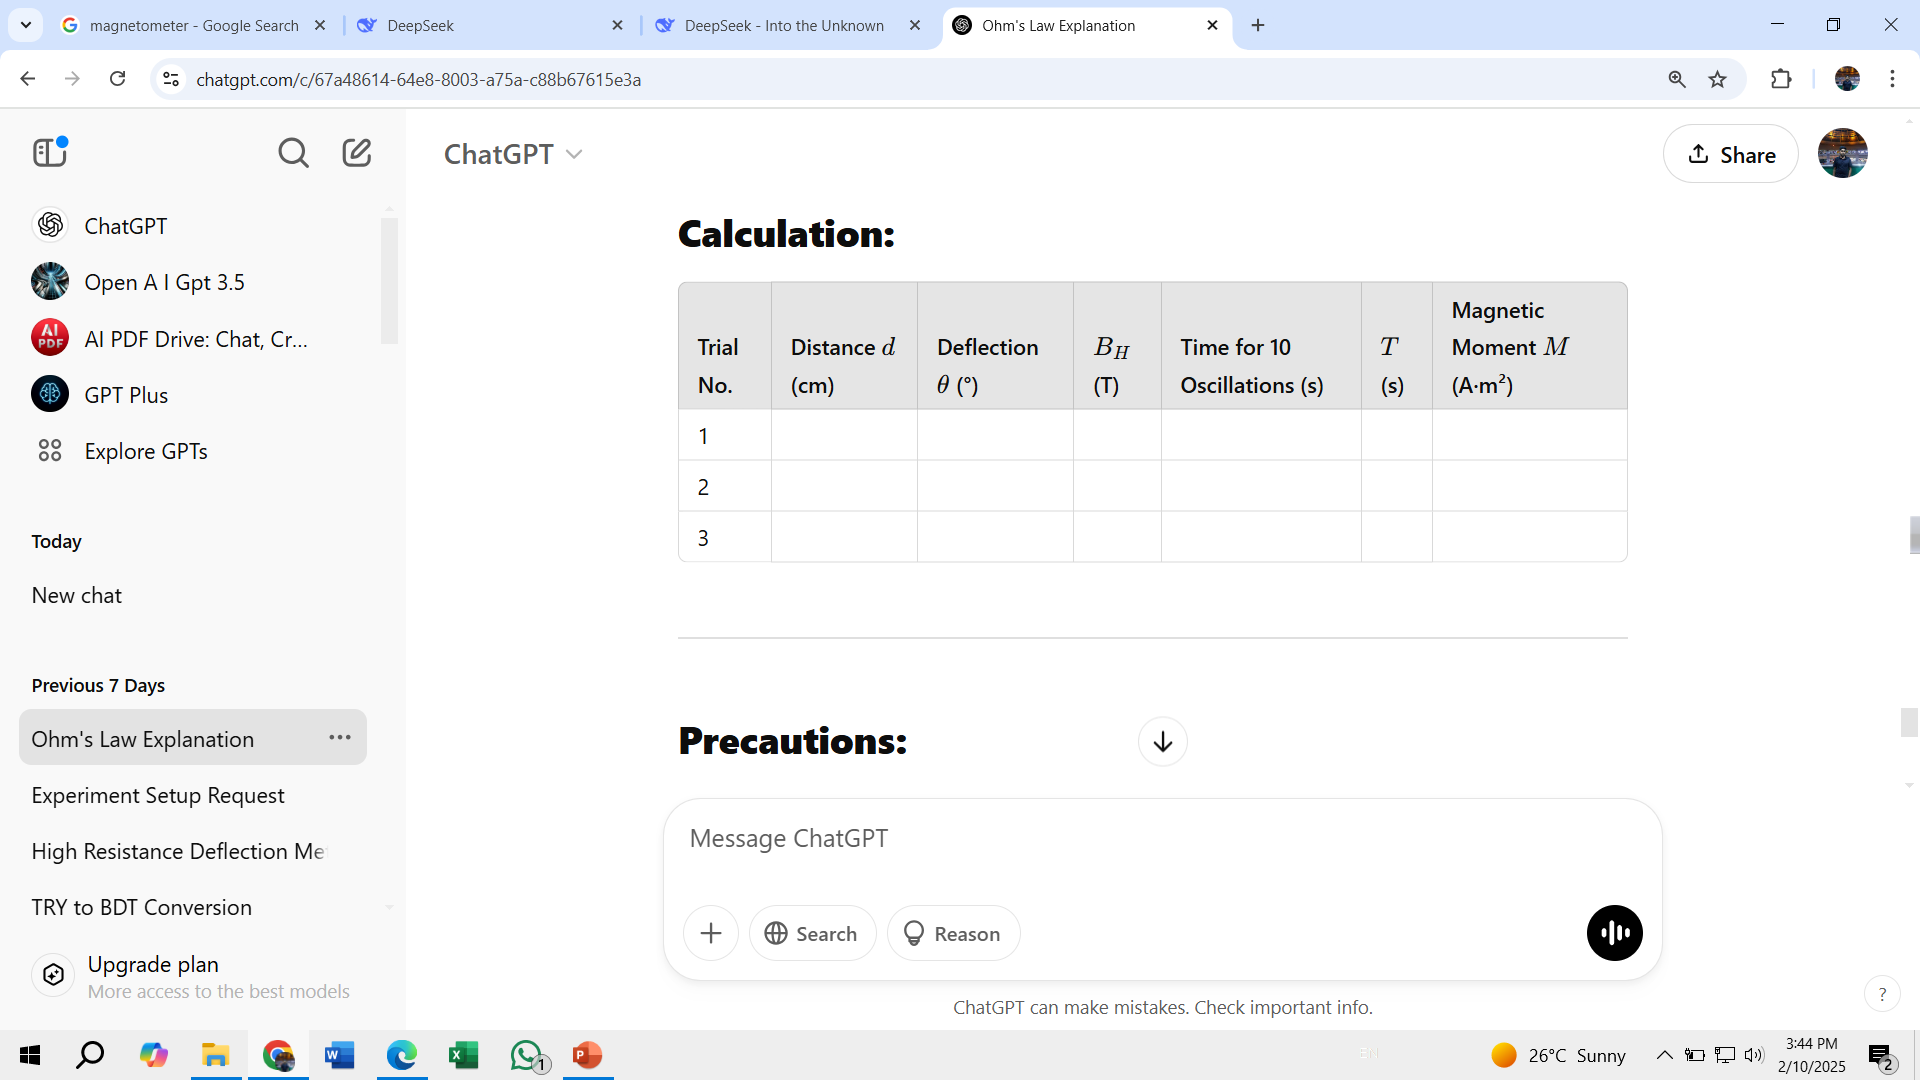 magnetometer - Google Search
DeepSeek
DeepSeek - Into the Unknown
Ohm's Law Explanation
chatgpt.com/c/67a48614-64e8-8003-a75a-c88b67615e3a
ChatGPT
Share
ChatGPT
Open A I Gpt 3.5
AI PDF
AI PDF Drive: Chat, Cr...
GPT Plus
Explore GPTs
Today
New chat
Previous 7 Days
Ohm's Law Explanation
Experiment Setup Request
High Resistance Deflection Me
TRY to BDT Conversion
Upgrade plan
More access to the best models
Calculation:
Trial No. Distance d (cm) Deflection θ (°) B_H (T) Time for 10 Oscillations (s) T (s) Magnetic Moment M (A·m²)
1
2
3
Precautions:
Message ChatGPT
Search
Reason
ChatGPT can make mistakes. Check important info.
?
1
26°C Sunny
3:44 PM
2/10/2025
2